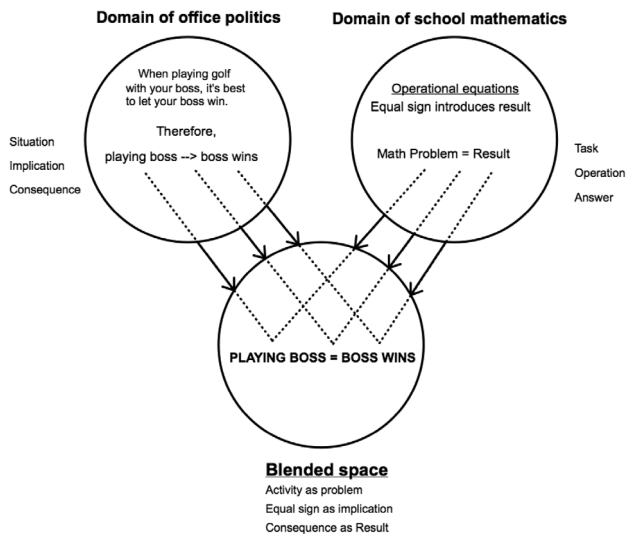 Domain of office politics
Domain of school mathematics
When playing golf
with your boss, it's best
to let your boss win.
Therefore,
playing boss --> boss wins
Operational equations
Equal sign introduces result
Math Problem = Result
Situation
Implication
Consequence
Task
Operation
Answer
PLAYING BOSS = BOSS WINS
Blended space
Activity as problem
Equal sign as implication
Consequence as Result